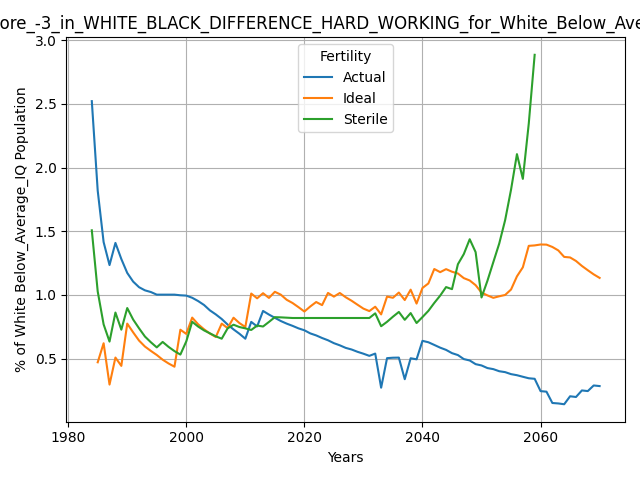 ore_-3_in_WHITE_BLACK_DIFFERENCE_HARD_WORKING_for_White_Below_Ave
Fertility
Actual
Ideal
Sterile
% of White Below_Average_IQ Population
3.0
2.5
2.0
1.5
1.0
0.5
1980
2000
2020
2040
2060
Years